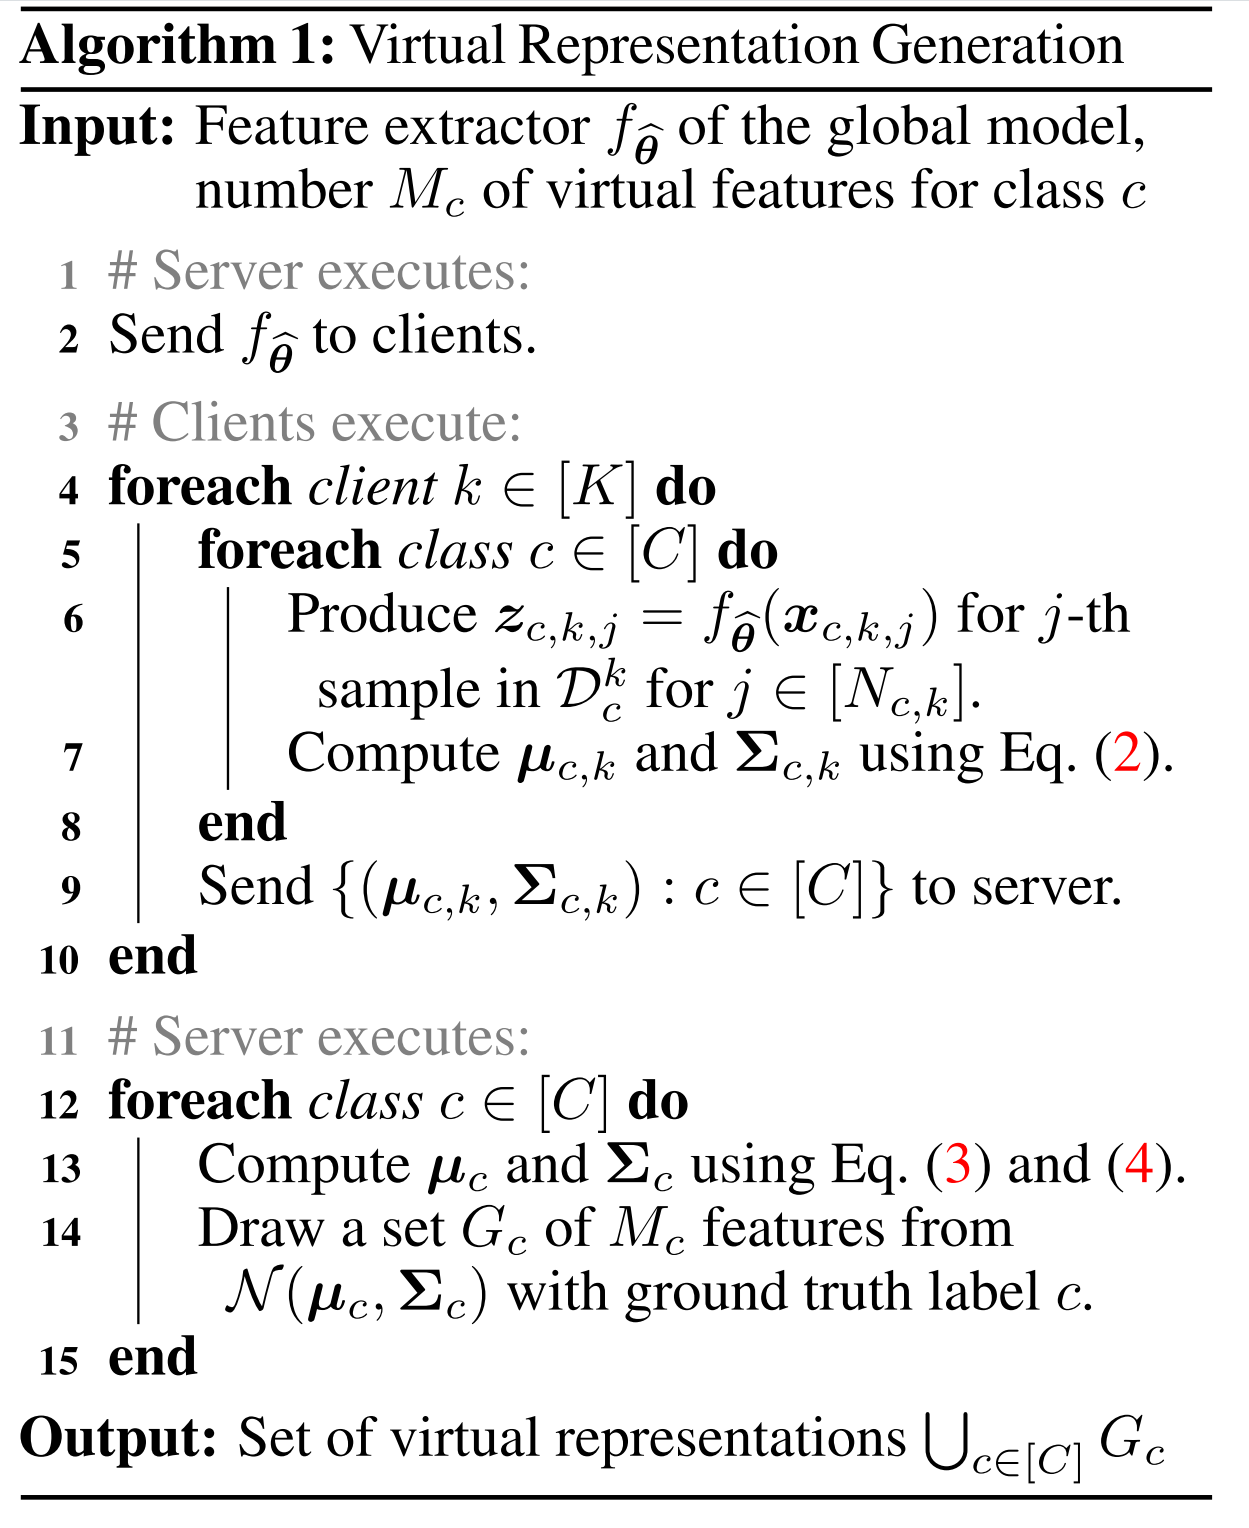 Algorithm 1: Virtual Representation Generation
Input: Feature extractor $f_{\widehat{\boldsymbol{\theta}}}$ of the global model,
number $M_c$ of virtual features for class $c$
1 # Server executes:
2 Send $f_{\widehat{\boldsymbol{\theta}}}$ to clients.
3 # Clients execute:
4 foreach client $k \in [K]$ do
5 foreach class $c \in [C]$ do
6 Produce $\boldsymbol{z}_{c,k,j} = f_{\widehat{\boldsymbol{\theta}}}(\boldsymbol{x}_{c,k,j})$ for $j$-th
sample in $\mathcal{D}_c^k$ for $j \in [N_{c,k}]$.
7 Compute $\boldsymbol{\mu}_{c,k}$ and $\boldsymbol{\Sigma}_{c,k}$ using Eq. (2).
8 end
9 Send $\{(\boldsymbol{\mu}_{c,k}, \boldsymbol{\Sigma}_{c,k}) : c \in [C]\}$ to server.
10 end
11 # Server executes:
12 foreach class $c \in [C]$ do
13 Compute $\boldsymbol{\mu}_c$ and $\boldsymbol{\Sigma}_c$ using Eq. (3) and (4).
14 Draw a set $G_c$ of $M_c$ features from
$\mathcal{N}(\boldsymbol{\mu}_c, \boldsymbol{\Sigma}_c)$ with ground truth label $c$.
15 end
Output: Set of virtual representations $\bigcup_{c \in [C]} G_c$